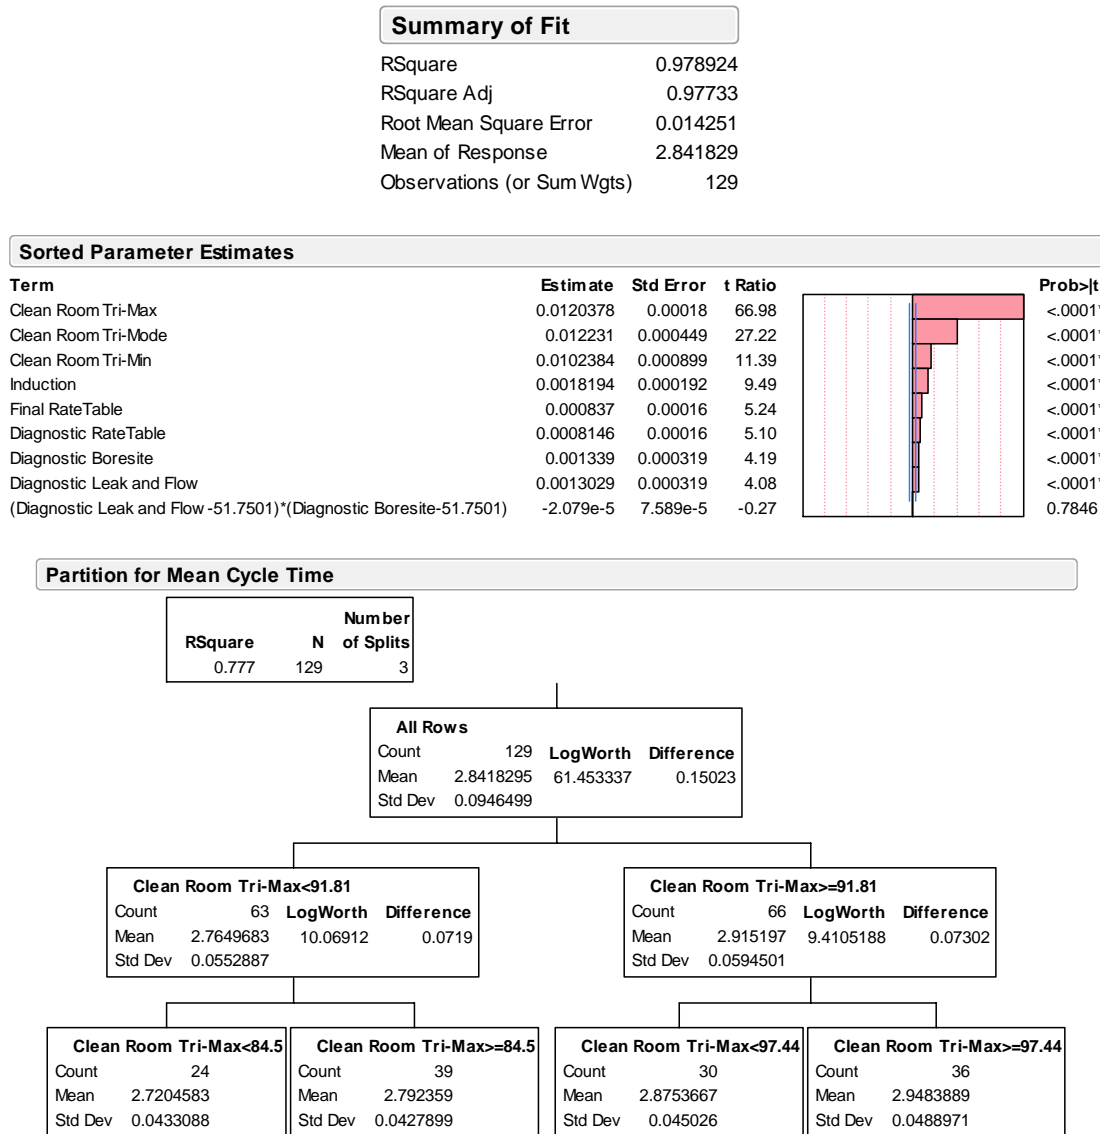 Summary of Fit
RSquare 0.978924
RSquare Adj 0.97733
Root Mean Square Error 0.014251
Mean of Response 2.841829
Observations (or Sum Wgts) 129
Sorted Parameter Estimates
Term Estimate Std Error t Ratio Prob>|t
Clean Room Tri-Max 0.0120378 0.00018 66.98 <.0001*
Clean Room Tri-Mode 0.012231 0.000449 27.22 <.0001*
Clean Room Tri-Min 0.0102384 0.000899 11.39 <.0001*
Induction 0.0018194 0.000192 9.49 <.0001*
Final RateTable 0.000837 0.00016 5.24 <.0001*
Diagnostic RateTable 0.0008146 0.00016 5.10 <.0001*
Diagnostic Boresite 0.001339 0.000319 4.19 <.0001*
Diagnostic Leak and Flow 0.0013029 0.000319 4.08 <.0001*
(Diagnostic Leak and Flow-51.7501)*(Diagnostic Boresite-51.7501) -2.079e-5 7.589e-5 -0.27 0.7846
Partition for Mean Cycle Time
Number
RSquare N of Splits
0.777 129 3
All Rows
Count 129 LogWorth Difference
Mean 2.8418295 61.453337 0.15023
Std Dev 0.0946499
Clean Room Tri-Max<91.81
Count 63 LogWorth Difference
Mean 2.7649683 10.06912 0.0719
Std Dev 0.0552887
Clean Room Tri-Max>=91.81
Count 66 LogWorth Difference
Mean 2.915197 9.4105188 0.07302
Std Dev 0.0594501
Clean Room Tri-Max<84.5
Count 24
Mean 2.7204583
Std Dev 0.0433088
Clean Room Tri-Max>=84.5
Count 39
Mean 2.792359
Std Dev 0.0427899
Clean Room Tri-Max<97.44
Count 30
Mean 2.8753667
Std Dev 0.045026
Clean Room Tri-Max>=97.44
Count 36
Mean 2.9483889
Std Dev 0.0488971